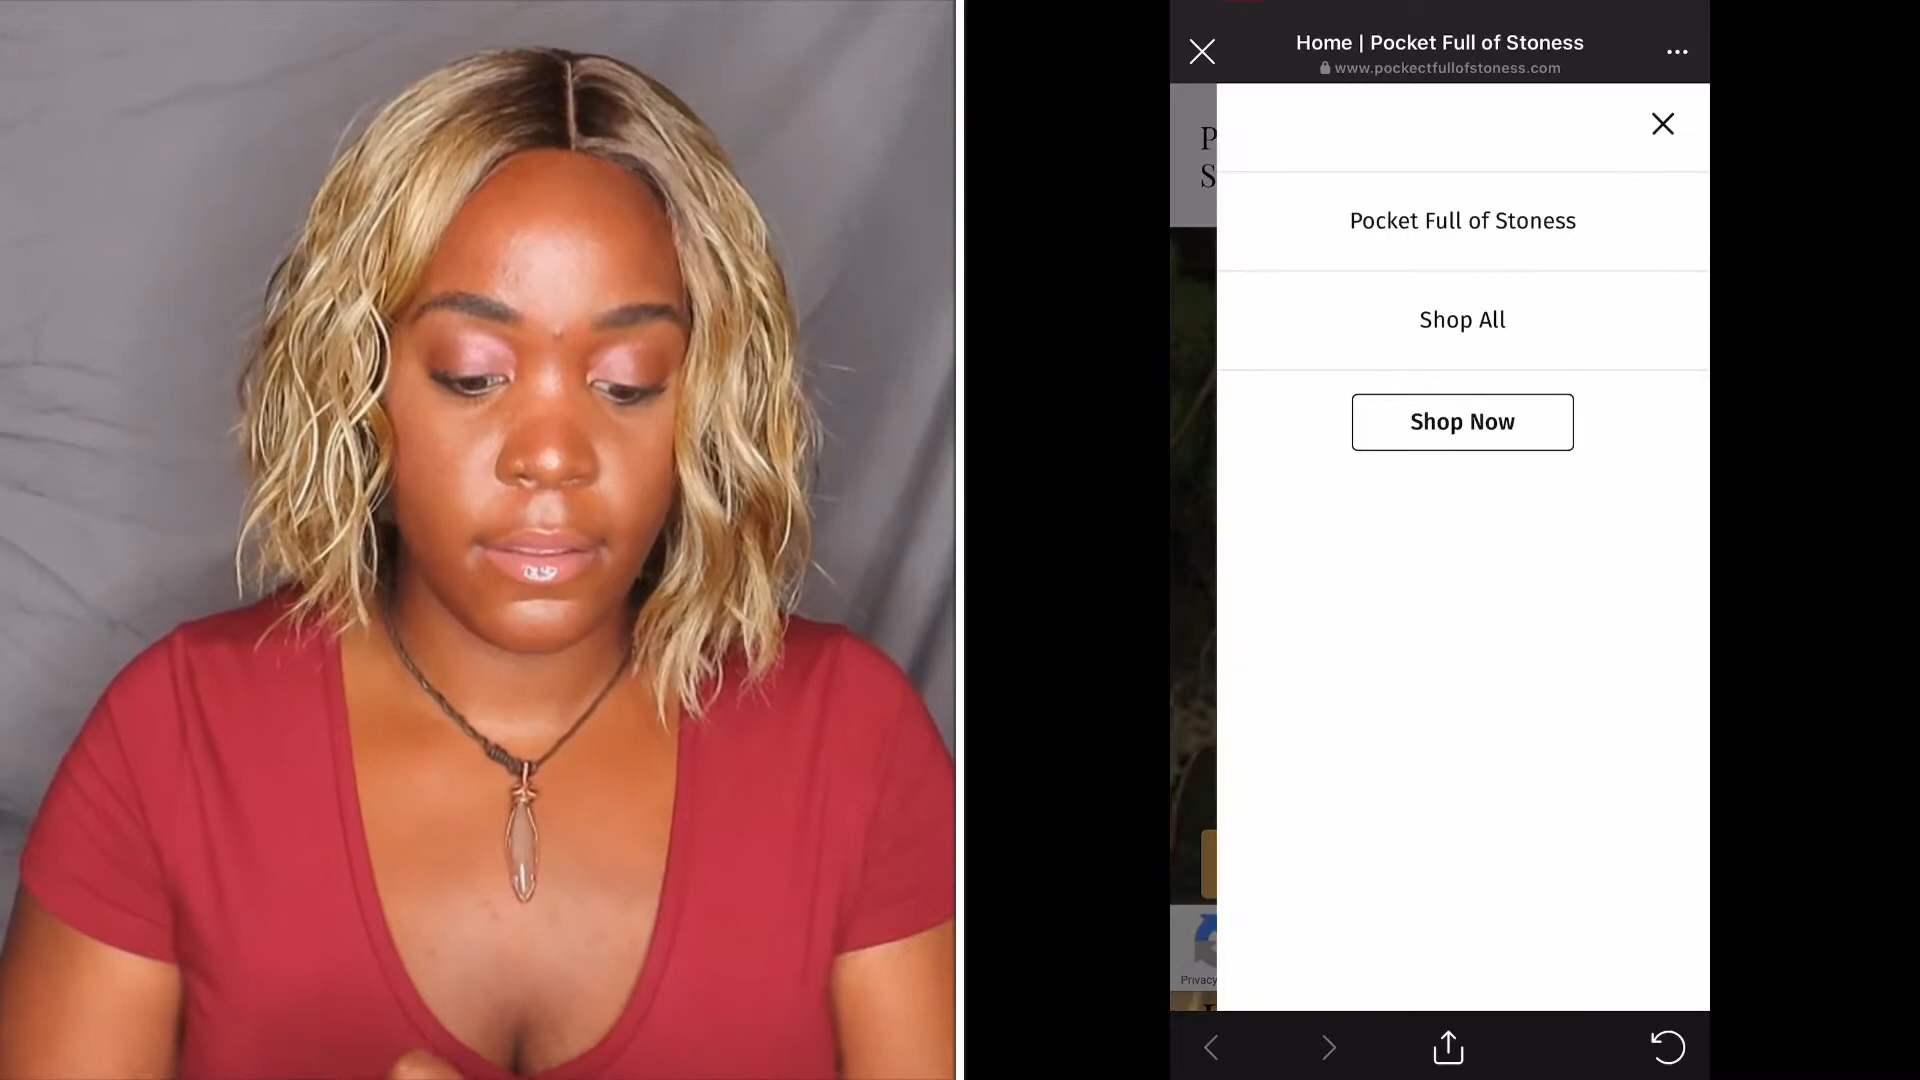 Home | Pocket Full of Stoness
www.pockectfullofstoness.com
P
S
Pocket Full of Stoness
Shop All
Shop Now
Privacy